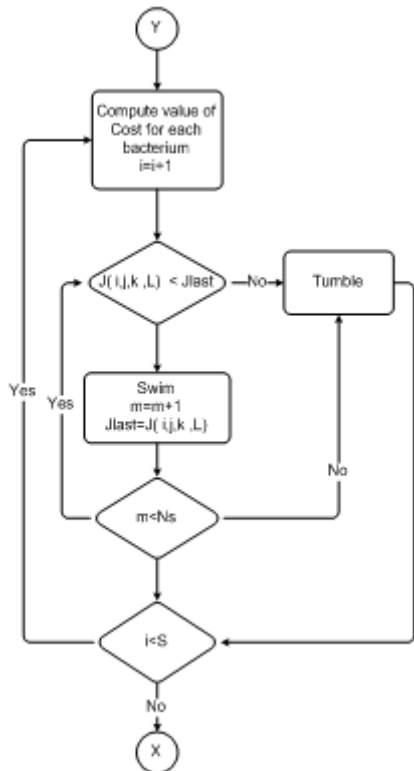 Y
Compute value of
Cost for each
bacterium
i=i+1
J( i,j,k ,L) < Jlast
No
Tumble
Yes
Yes
Swim
m=m+1
Jlast=J( i,j,k ,L)
No
m<Ns
i<S
No
X